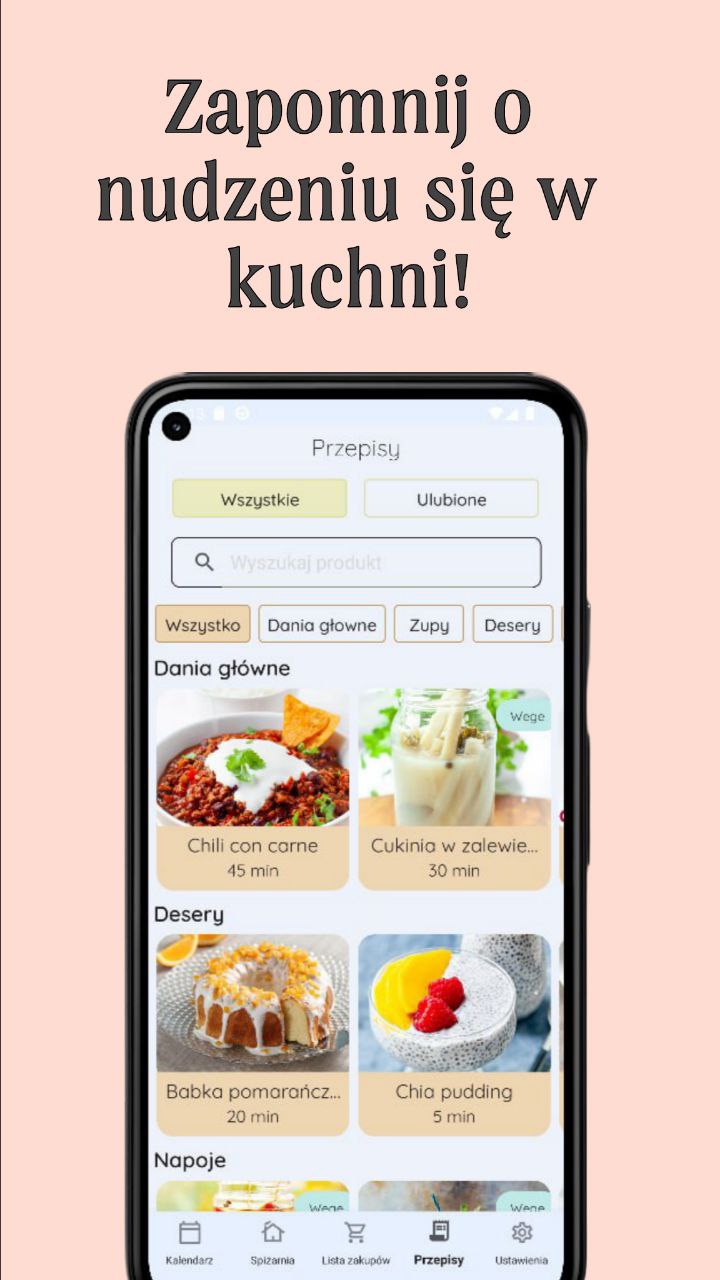 Zapomnij o
nudzeniu się w
kuchni!
Przepisy
Wszystkie
Ulubione
Wyszukaj produkt
Wszystko
Dania głowne
Zupy
Desery
Dania główne
Wege
Chili con carne
45 min
Cukinia w zalewie...
30 min
Desery
Babka pomarańcz...
20 min
Chia pudding
5 min
Napoje
Wege
Wege
Kalendarz
Spiżarnia
Lista zakupów
Przepisy
Ustawienia